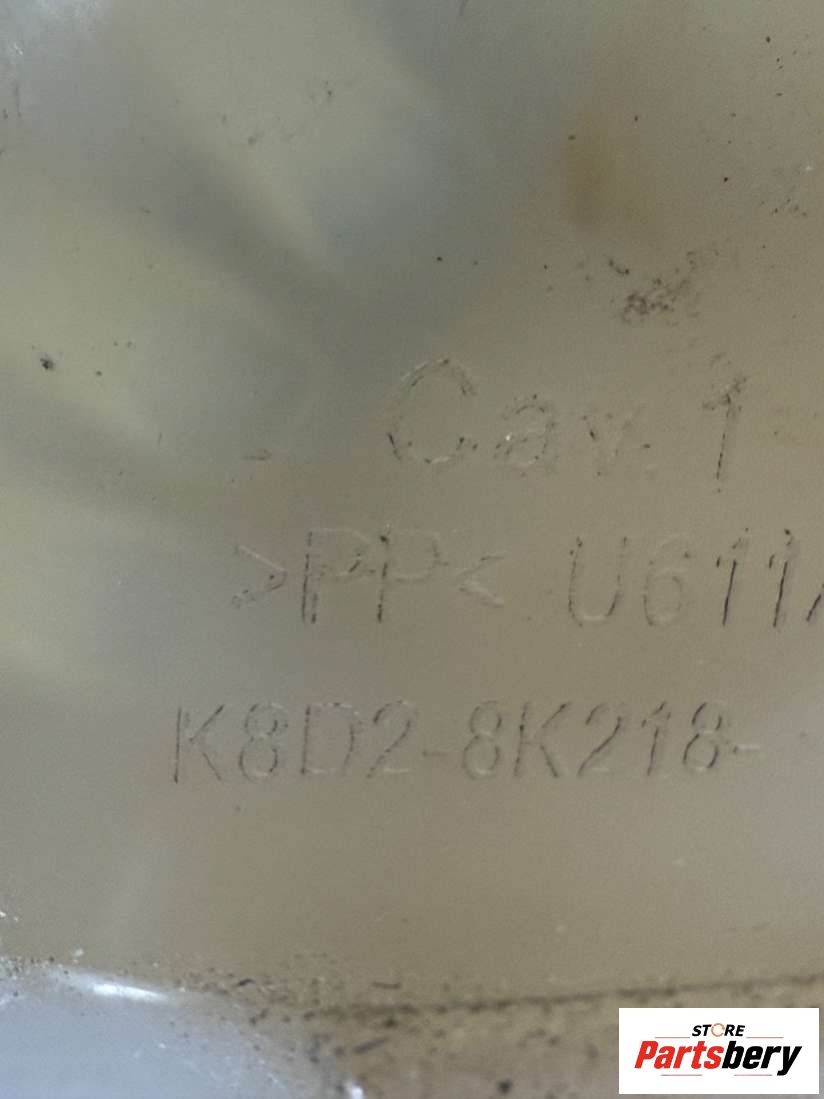 Cav. 1
>PP< U611
K8D2-8K218-
STORE
Partsbery